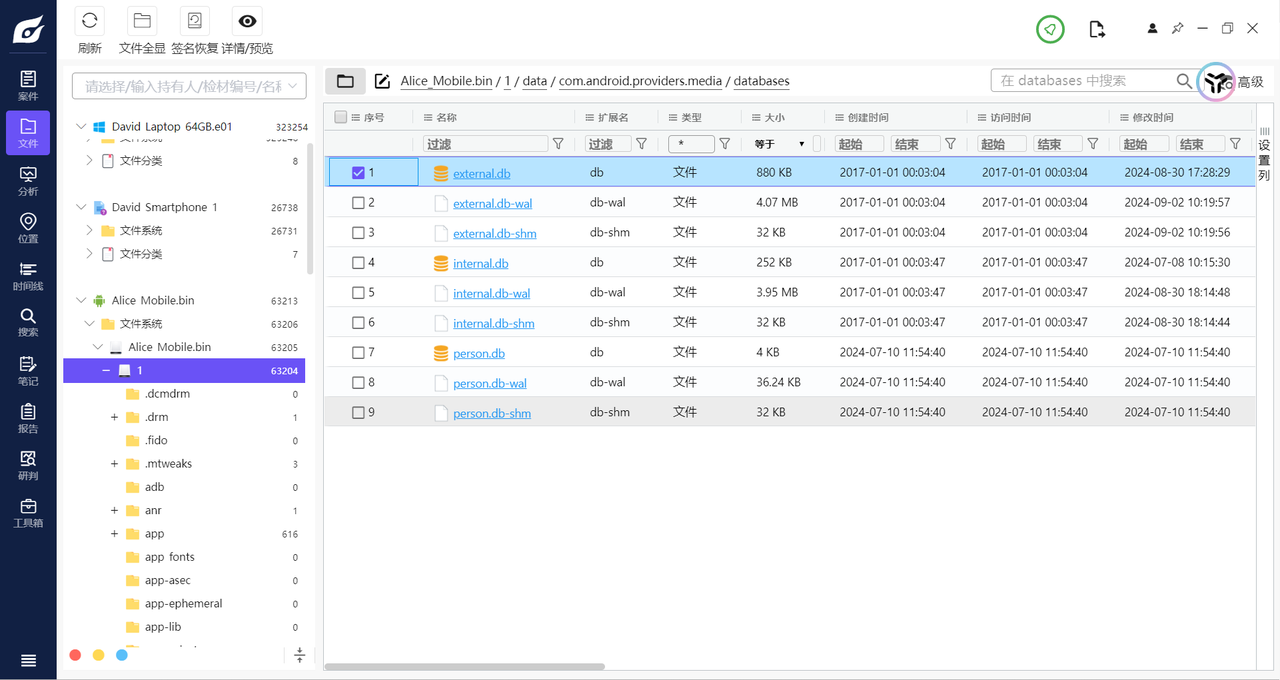 刷新 文件全显 签名恢复 详情/预览
案件
文件
分析
位置
时间线
搜索
笔记
报告
研判
工具箱
请选择/输入持有人/检材编号/名称
David Laptop 64GB.e01 323254
文件分类 8
David Smartphone 1 26738
文件系统 26731
文件分类 7
Alice Mobile.bin 63213
文件系统 63206
Alice Mobile.bin 63205
1 63204
.dcmdrm 0
.drm 1
.fido 0
.mtweaks 3
adb 0
anr 1
app 616
app fonts 0
app-asec 0
app-ephemeral 0
app-lib 0
Alice_Mobile.bin / 1 / data / com.android.providers.media / databases
在 databases 中搜索
高级
序号 名称 扩展名 类型 大小 创建时间 访问时间 修改时间
过滤 过滤 * 等于 起始 结束 起始 结束 起始 结束
1 external.db db 文件 880 KB 2017-01-01 00:03:04 2017-01-01 00:03:04 2024-08-30 17:28:29
2 external.db-wal db-wal 文件 4.07 MB 2017-01-01 00:03:04 2017-01-01 00:03:04 2024-09-02 10:19:57
3 external.db-shm db-shm 文件 32 KB 2017-01-01 00:03:04 2017-01-01 00:03:04 2024-09-02 10:19:56
4 internal.db db 文件 252 KB 2017-01-01 00:03:47 2017-01-01 00:03:47 2024-07-08 10:15:30
5 internal.db-wal db-wal 文件 3.95 MB 2017-01-01 00:03:47 2017-01-01 00:03:47 2024-08-30 18:14:48
6 internal.db-shm db-shm 文件 32 KB 2017-01-01 00:03:47 2017-01-01 00:03:47 2024-08-30 18:14:44
7 person.db db 文件 4 KB 2024-07-10 11:54:40 2024-07-10 11:54:40 2024-07-10 11:54:40
8 person.db-wal db-wal 文件 36.24 KB 2024-07-10 11:54:40 2024-07-10 11:54:40 2024-07-10 11:54:40
9 person.db-shm db-shm 文件 32 KB 2024-07-10 11:54:40 2024-07-10 11:54:40 2024-07-10 11:54:40
设置列